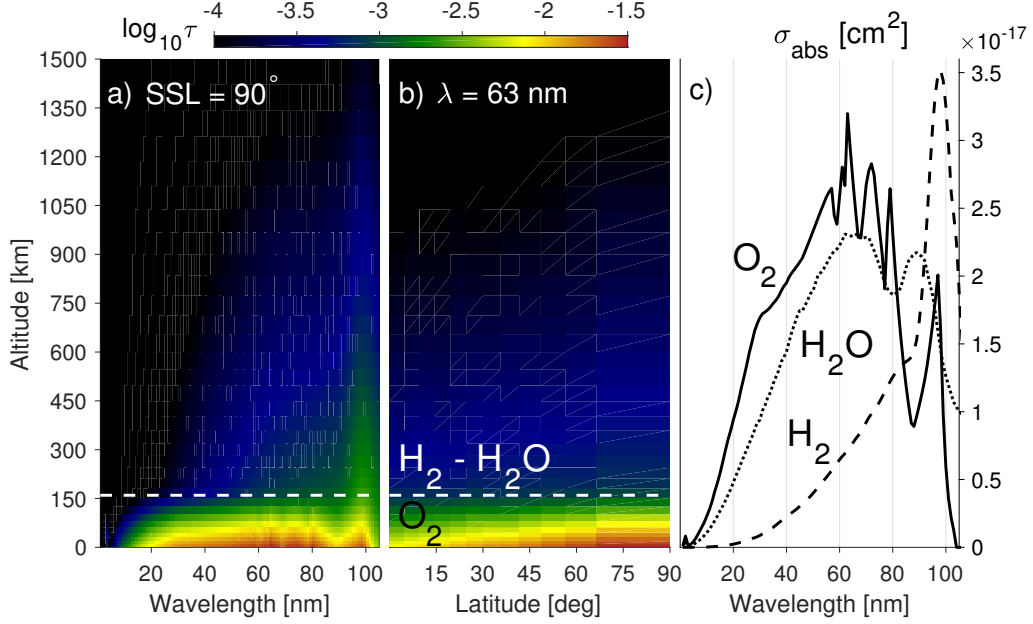 log₁₀τ
-4 -3.5 -3 -2.5 -2 -1.5
a) SSL = 90°
b) λ = 63 nm
c)
σ_abs [cm²]
×10⁻¹⁷
Altitude [km]
1500
1350
1200
1050
900
750
600
450
300
150
0
H₂ - H₂O
O₂
20 40 60 80 100
Wavelength [nm]
15 30 45 60 75 90
Latitude [deg]
O₂
H₂O
H₂
3.5
3
2.5
2
1.5
1
0.5
0
20 40 60 80 100
Wavelength [nm]